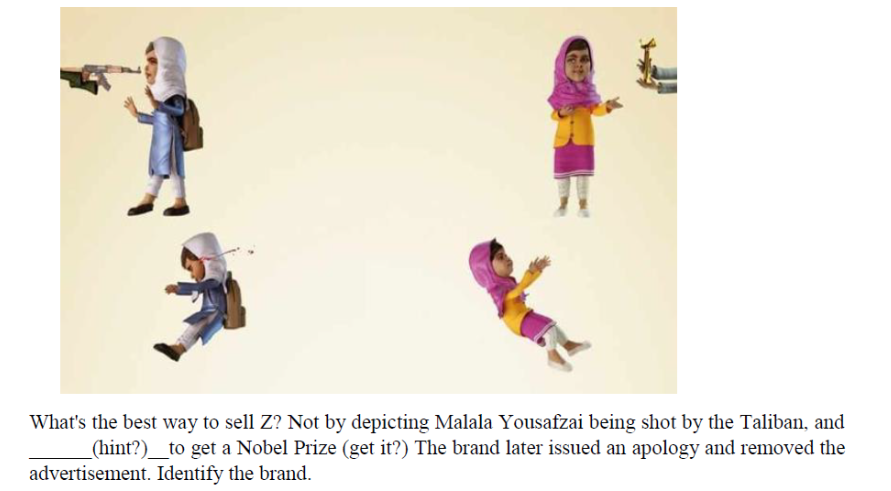 What's the best way to sell Z? Not by depicting Malala Yousafzai being shot by the Taliban, and
______(hint?)__to get a Nobel Prize (get it?) The brand later issued an apology and removed the
advertisement. Identify the brand.